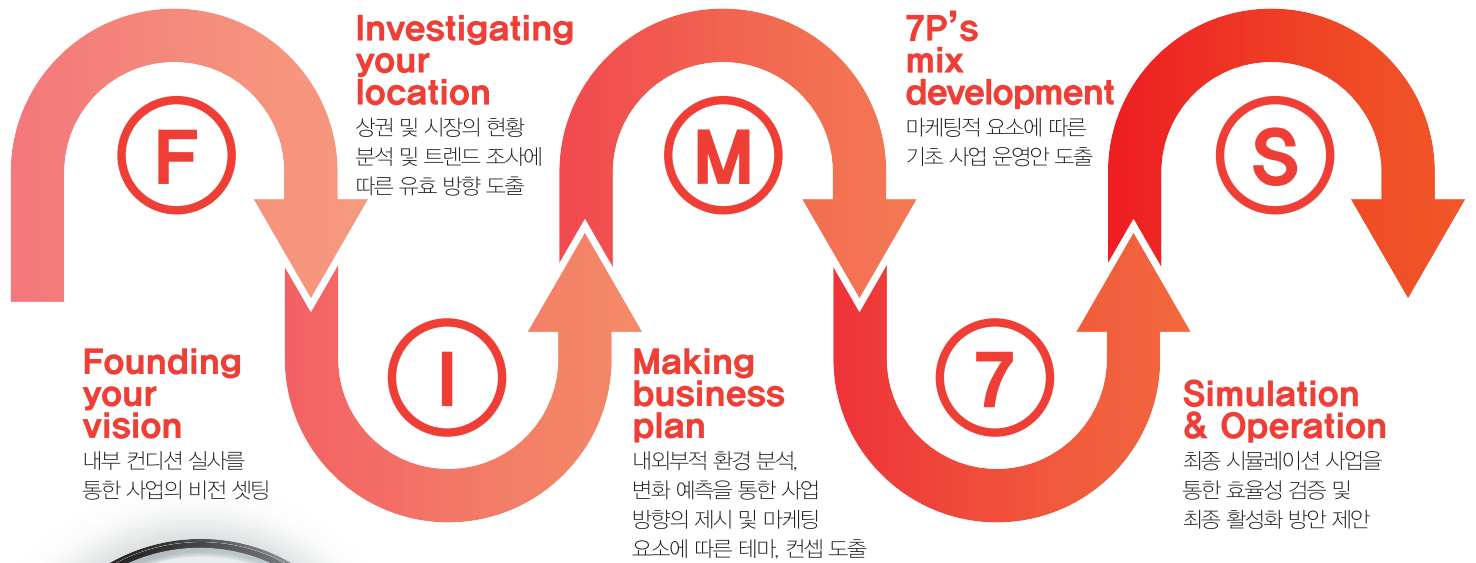 F
Founding
your
vision
내부 컨디션 실사를
통한 사업의 비전 셋팅
I
Investigating
your
location
상권 및 시장의 현황
분석 및 트렌드 조사에
따른 유효 방향 도출
M
Making
business
plan
내외부적 환경 분석,
변화 예측을 통한 사업
방향의 제시 및 마케팅
요소에 따른 테마, 컨셉 도출
7
7P's
mix
development
마케팅적 요소에 따른
기초 사업 운영안 도출
S
Simulation
& Operation
최종 시뮬레이션 사업을
통한 효율성 검증 및
최종 활성화 방안 제안